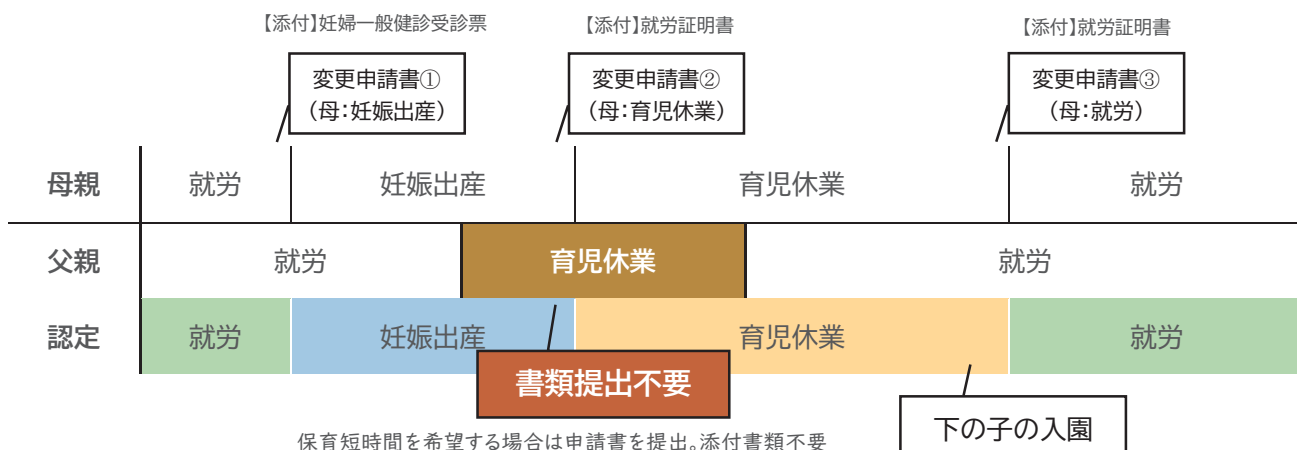 【添付】妊婦一般健診受診票
【添付】就労証明書
【添付】就労証明書
変更申請書①
（母：妊娠出産）
変更申請書②
（母：育児休業）
変更申請書③
（母：就労）
母親 就労 妊娠出産 育児休業 就労
父親 就労 育児休業 就労
認定 就労 妊娠出産 育児休業 就労
書類提出不要
下の子の入園
保育短時間を希望する場合は申請書を提出。添付書類不要